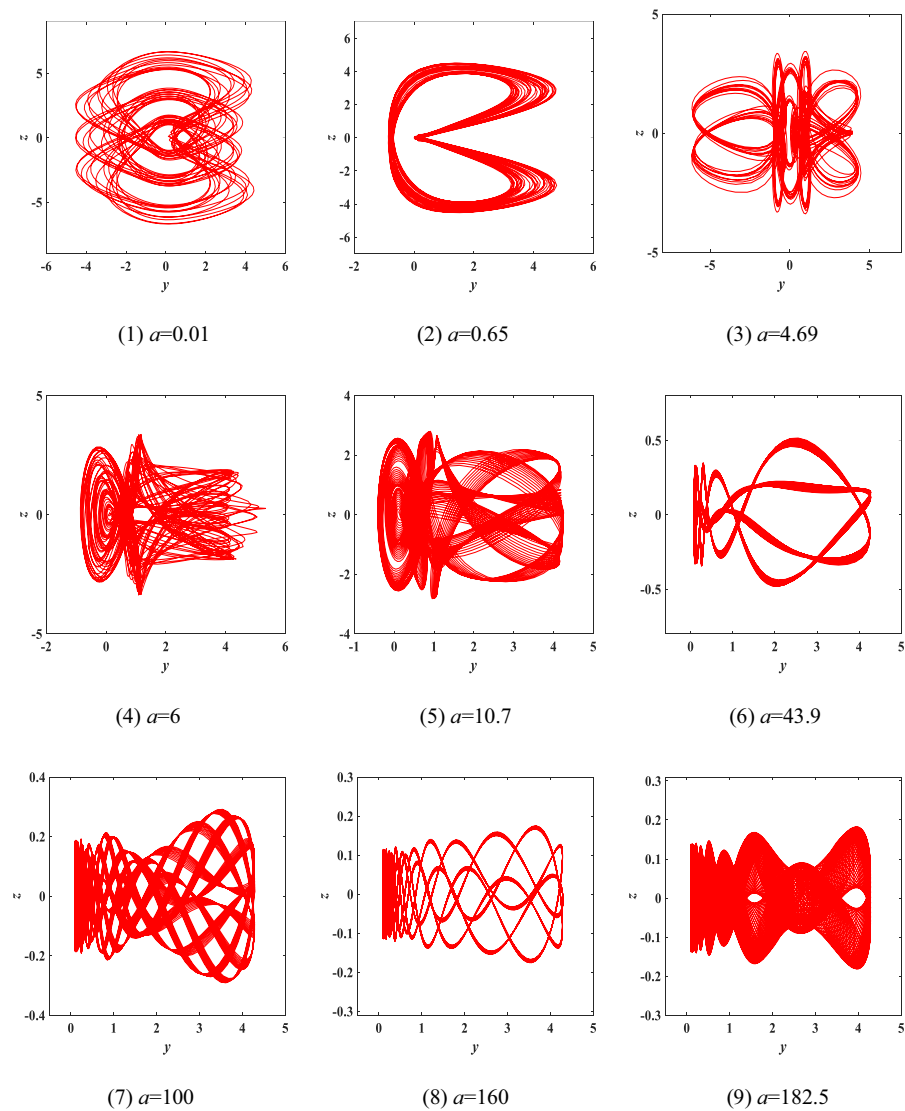 5
0
-5
z
-6 -4 -2 0 2 4 6
y
(1) a=0.01
6
4
2
0
-2
-4
-6
z
-2 0 2 4 6
y
(2) a=0.65
5
0
-5
z
-5 0 5
y
(3) a=4.69
5
0
-5
z
-2 0 2 4 6
y
(4) a=6
4
2
0
-2
-4
z
-1 0 1 2 3 4 5
y
(5) a=10.7
0.5
0
-0.5
z
0 1 2 3 4 5
y
(6) a=43.9
0.4
0.2
0
-0.2
-0.4
z
0 1 2 3 4 5
y
(7) a=100
0.3
0.2
0.1
0
-0.1
-0.2
-0.3
z
0 1 2 3 4 5
y
(8) a=160
0.3
0.2
0.1
0
-0.1
-0.2
-0.3
z
0 1 2 3 4 5
y
(9) a=182.5